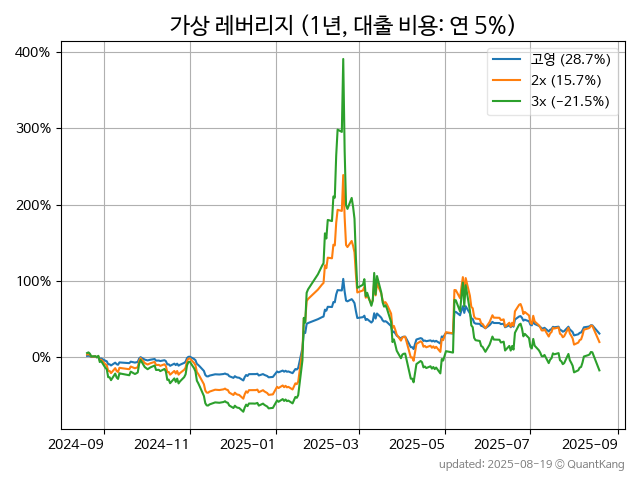 가상 레버리지 (1년, 대출 비용: 연 5%)
고영 (28.7%)
2x (15.7%)
3x (−21.5%)
400%
300%
200%
100%
0%
2024-09 2024-11 2025-01 2025-03 2025-05 2025-07 2025-09
updated: 2025-08-19 © QuantKang